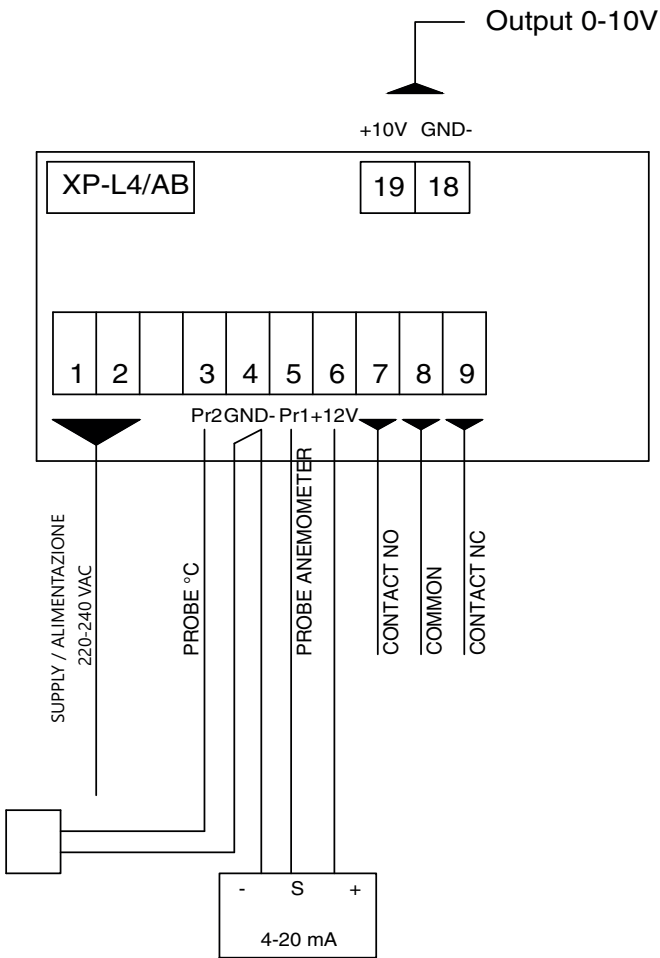 Output 0-10V
+10V GND-
XP-L4/AB
19 18
1 2 3 4 5 6 7 8 9
Pr2 GND- Pr1 +12V
SUPPLY / ALIMENTAZIONE
220-240 VAC
PROBE °C
PROBE ANEMOMETER
CONTACT NO
COMMON
CONTACT NC
- S +
4-20 mA